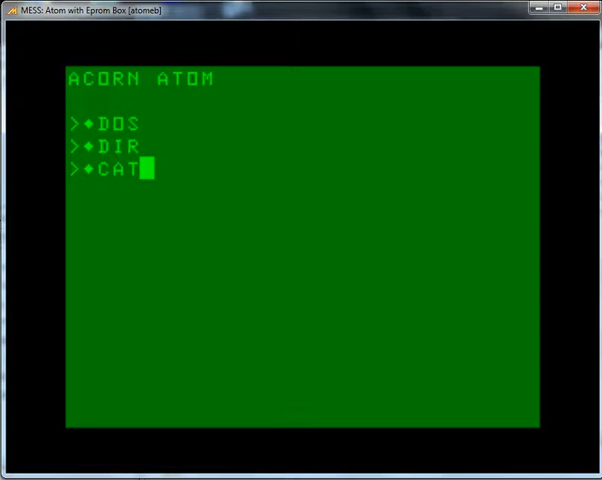 MESS: Atom with Eprom Box [atomeb]
ACORN ATOM
>*DOS
>*DIR
>*CAT